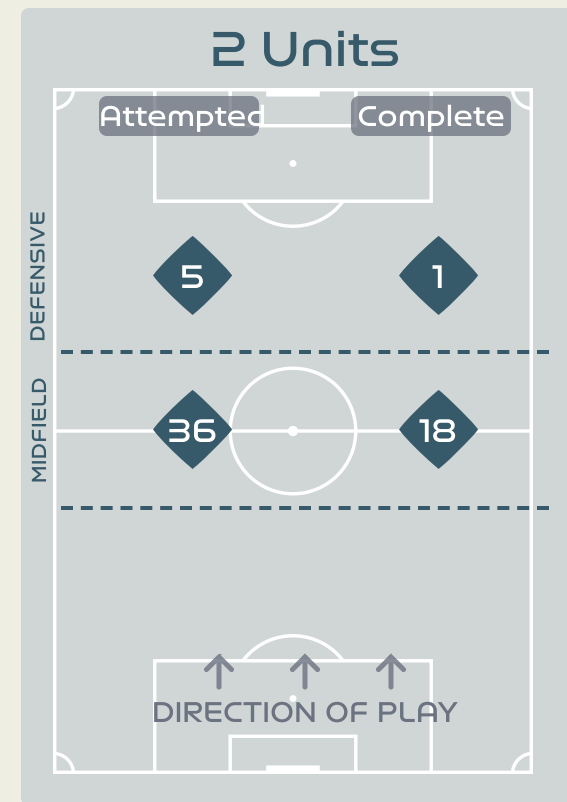 2 Units
Attempted Complete
DEFENSIVE
5 1
MIDFIELD
36 18
DIRECTION OF PLAY